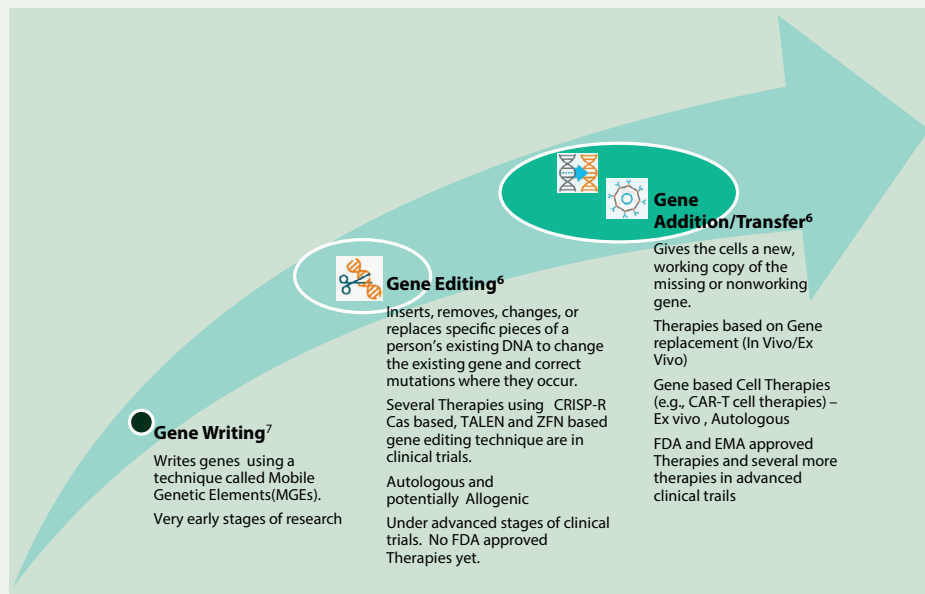 Gene Writing⁷
Writes genes using a
technique called Mobile
Genetic Elements(MGEs).
Very early stages of research
Gene Editing⁶
Inserts, removes, changes, or
replaces specific pieces of a
person's existing DNA to change
the existing gene and correct
mutations where they occur.
Several Therapies using CRISP-R
Cas based, TALEN and ZFN based
gene editing technique are in
clinical trials.
Autologous and
potentially Allogenic
Under advanced stages of clinical
trials. No FDA approved
Therapies yet.
Gene
Addition/Transfer⁶
Gives the cells a new,
working copy of the
missing or nonworking
gene.
Therapies based on Gene
replacement (In Vivo/Ex
Vivo)
Gene based Cell Therapies
(e.g., CAR-T cell therapies) –
Ex vivo , Autologous
FDA and EMA approved
Therapies and several more
therapies in advanced
clinical trails